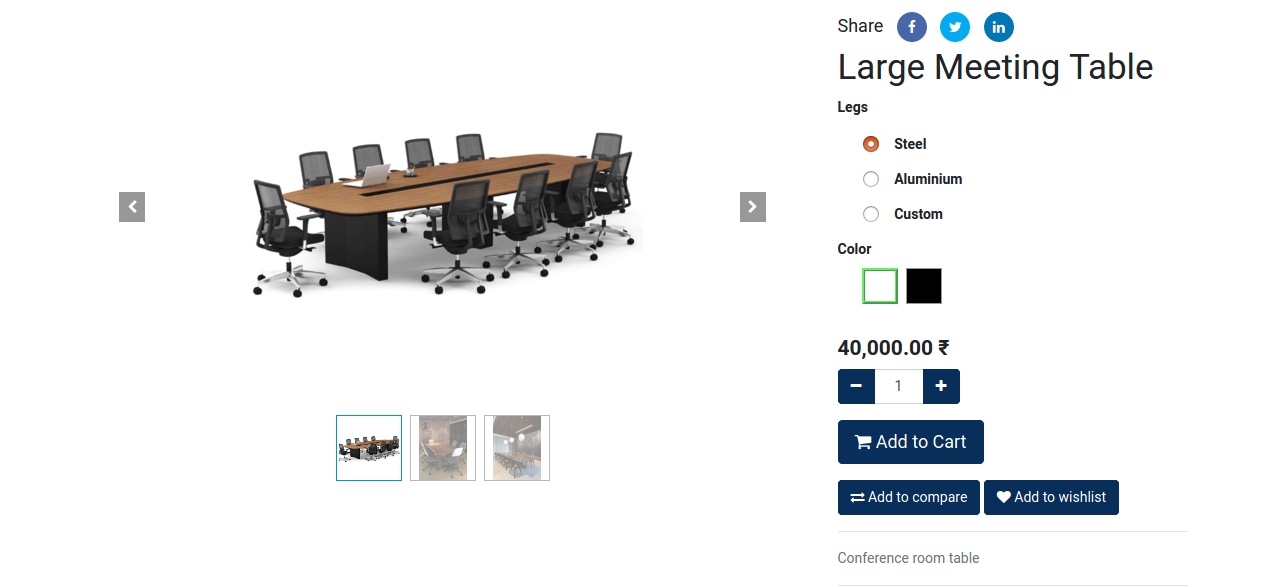 Share
Large Meeting Table
Legs
Steel
Aluminium
Custom
Color
40,000.00 ₹
1
Add to Cart
Add to compare Add to wishlist
Conference room table